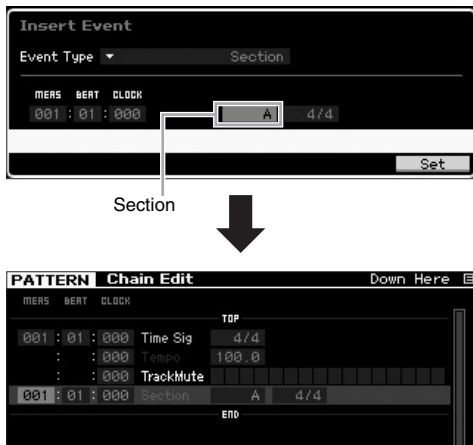 Insert Event
Event Type ▼ Section
MEAS BEAT CLOCK
001 : 01 : 000 A 4/4
Set
Section
PATTERN Chain Edit Down Here
MEAS BEAT CLOCK
TOP
001 : 01 : 000 Time Sig 4/4
: : 000 Tempo 100.0
: : 000 TrackMute
001 : 01 : 000 Section A 4/4
END